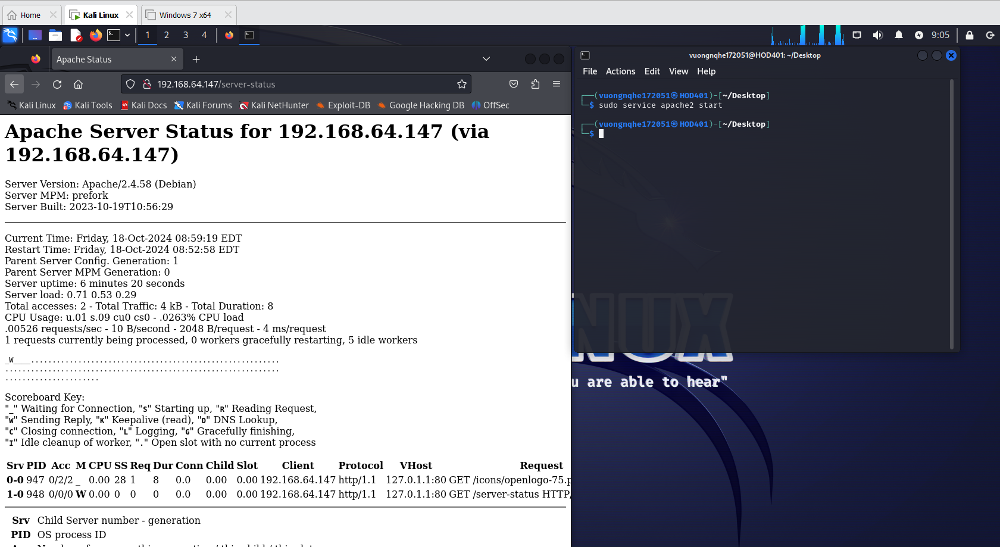 Home
Kali Linux
Windows 7 x64
1 2 3 4
9:05
Apache Status
192.168.64.147/server-status
Kali Linux Kali Tools Kali Docs Kali Forums Kali NetHunter Exploit-DB Google Hacking DB OffSec
Apache Server Status for 192.168.64.147 (via
192.168.64.147)
Server Version: Apache/2.4.58 (Debian)
Server MPM: prefork
Server Built: 2023-10-19T10:56:29
Current Time: Friday, 18-Oct-2024 08:59:19 EDT
Restart Time: Friday, 18-Oct-2024 08:52:58 EDT
Parent Server Config. Generation: 1
Parent Server MPM Generation: 0
Server uptime: 6 minutes 20 seconds
Server load: 0.71 0.53 0.29
Total accesses: 2 - Total Traffic: 4 kB - Total Duration: 8
CPU Usage: u.01 s.09 cu0 cs0 - .0263% CPU load
.00526 requests/sec - 10 B/second - 2048 B/request - 4 ms/request
1 requests currently being processed, 0 workers gracefully restarting, 5 idle workers
_W____..........................................................
................................................................
......................
Scoreboard Key:
"_" Waiting for Connection, "S" Starting up, "R" Reading Request,
"W" Sending Reply, "K" Keepalive (read), "D" DNS Lookup,
"C" Closing connection, "L" Logging, "G" Gracefully finishing,
"I" Idle cleanup of worker, "." Open slot with no current process
Srv PID Acc M CPU SS Req Dur Conn Child Slot Client Protocol VHost Request
0-0 947 0/2/2 _ 0.00 28 1 8 0.0 0.00 0.00 192.168.64.147 http/1.1 127.0.1.1:80 GET /icons/openlogo-75.p
1-0 948 0/0/0 W 0.00 0 0 0 0.0 0.00 0.00 192.168.64.147 http/1.1 127.0.1.1:80 GET /server-status HTTP/
Srv Child Server number - generation
PID OS process ID
vuongnqhe172051@HOD401: ~/Desktop
File Actions Edit View Help
┌──(vuongnqhe172051㉿HOD401)-[~/Desktop]
└─$ sudo service apache2 start
┌──(vuongnqhe172051㉿HOD401)-[~/Desktop]
└─$
NUX
u are able to hear"